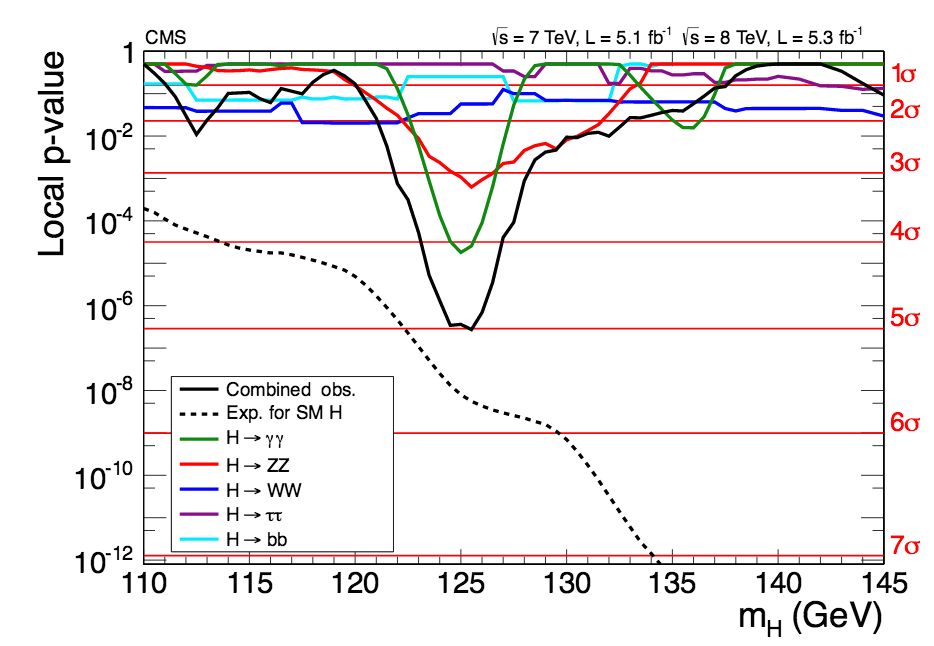 CMS
√s = 7 TeV, L = 5.1 fb⁻¹ √s = 8 TeV, L = 5.3 fb⁻¹
Local p-value
1
10⁻²
10⁻⁴
10⁻⁶
10⁻⁸
10⁻¹⁰
10⁻¹²
1σ
2σ
3σ
4σ
5σ
6σ
7σ
Combined obs.
Exp. for SM H
H → γγ
H → ZZ
H → WW
H → ττ
H → bb
110 115 120 125 130 135 140 145
m_H (GeV)